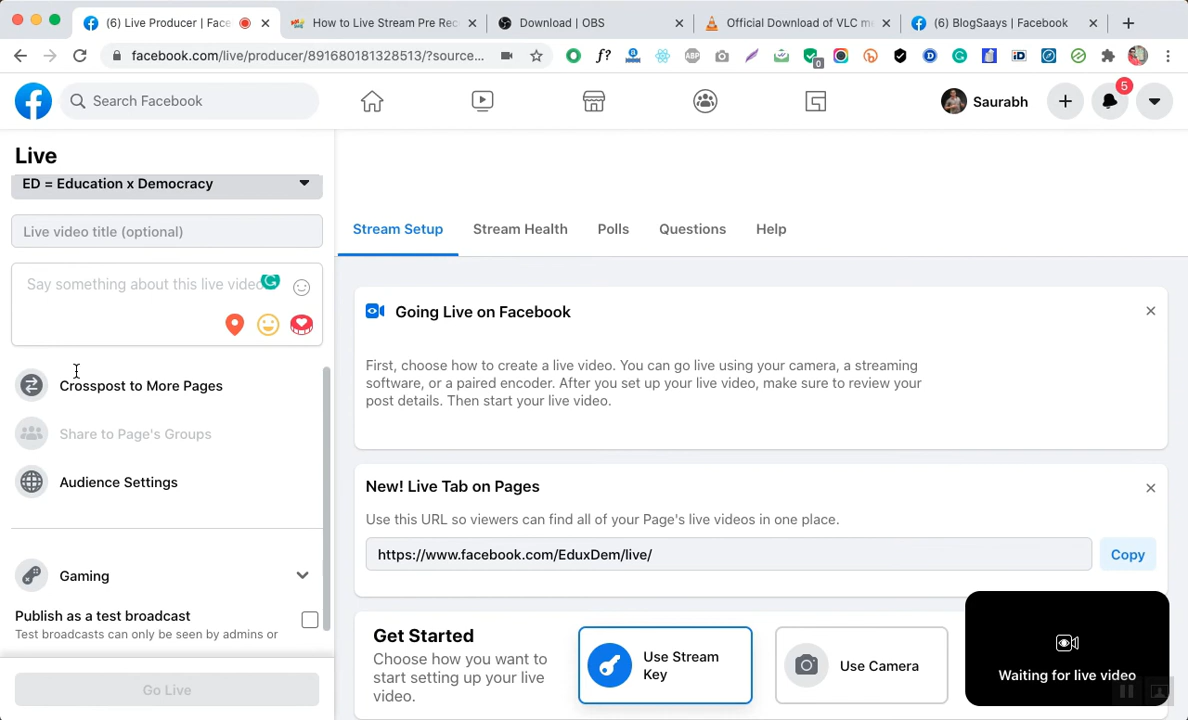 (6) Live Producer | Face
How to Live Stream Pre Rec
Download | OBS
Official Download of VLC me
(6) BlogSaays | Facebook
facebook.com/live/producer/891680181328513/?source...
Search Facebook
Saurabh
5
Live
ED = Education x Democracy
Live video title (optional)
Say something about this live video
Crosspost to More Pages
Share to Page's Groups
Audience Settings
Gaming
Publish as a test broadcast
Test broadcasts can only be seen by admins or
Go Live
Stream Setup
Stream Health
Polls
Questions
Help
Going Live on Facebook
First, choose how to create a live video. You can go live using your camera, a streaming
software, or a paired encoder. After you set up your live video, make sure to review your
post details. Then start your live video.
New! Live Tab on Pages
Use this URL so viewers can find all of your Page's live videos in one place.
https://www.facebook.com/EduxDem/live/
Copy
Get Started
Choose how you want to
start setting up your live
video.
Use Stream
Key
Use Camera
Waiting for live video